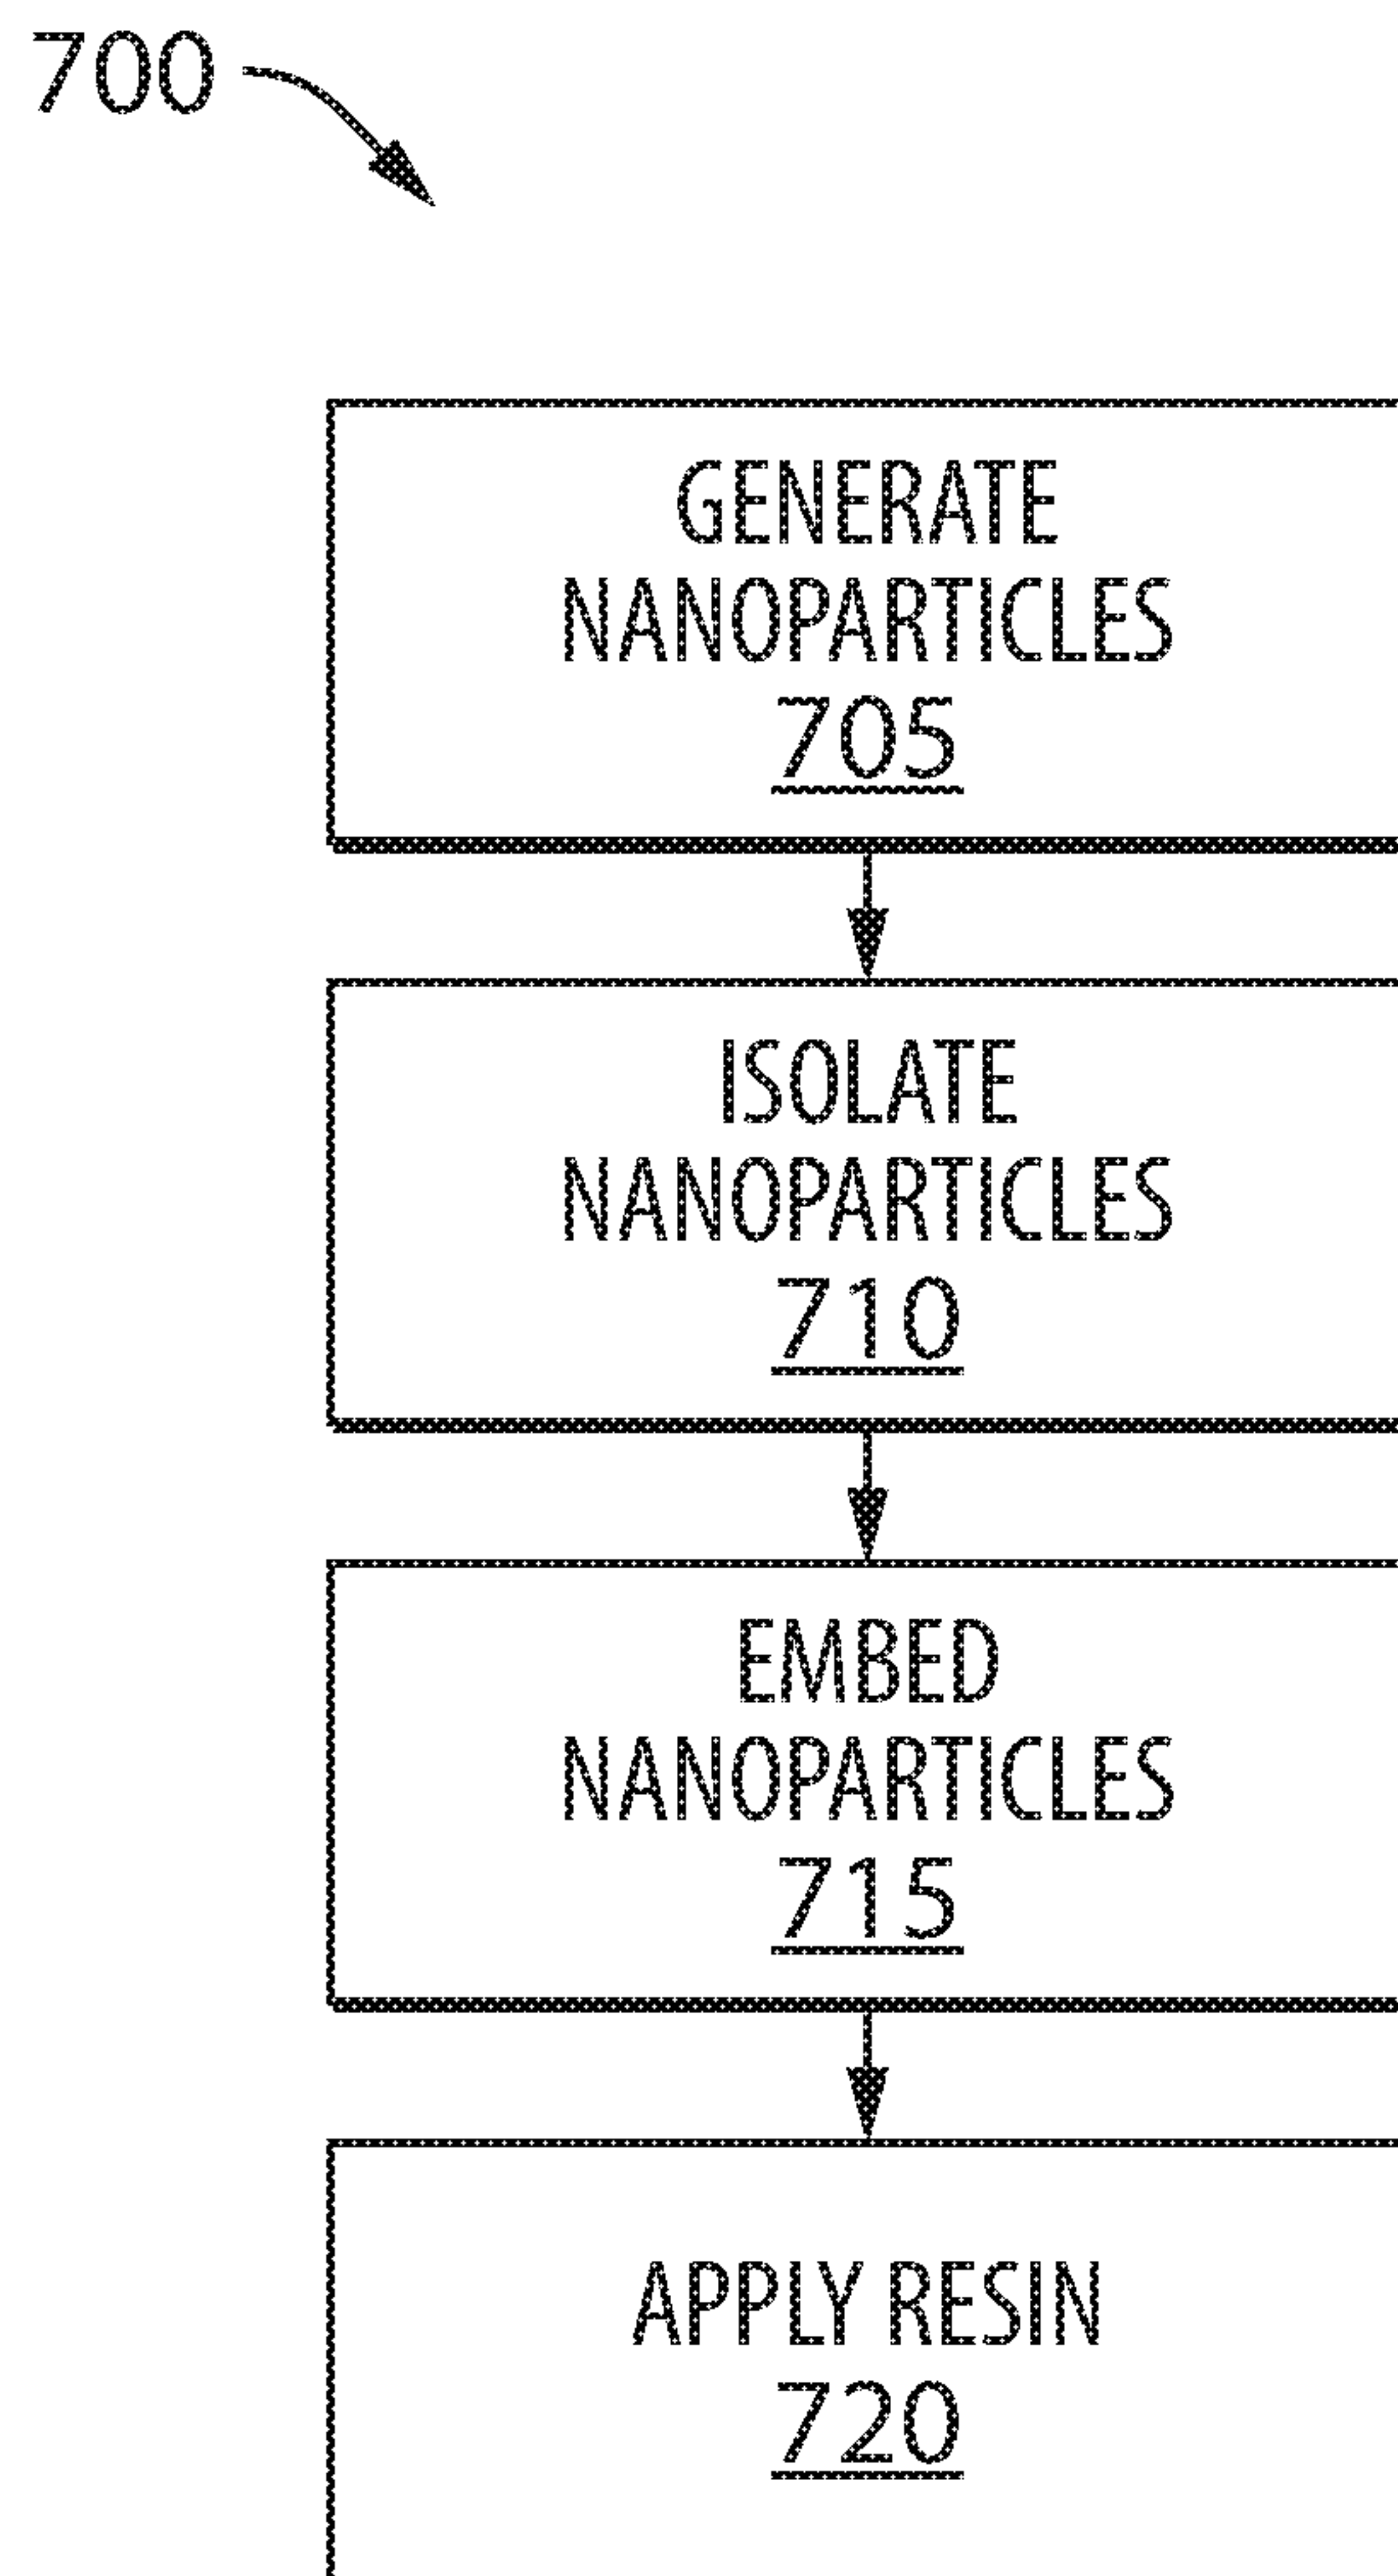 700
GENERATE
NANOPARTICLES
705
ISOLATE
NANOPARTICLES
710
EMBED
NANOPARTICLES
715
APPLY RESIN
720